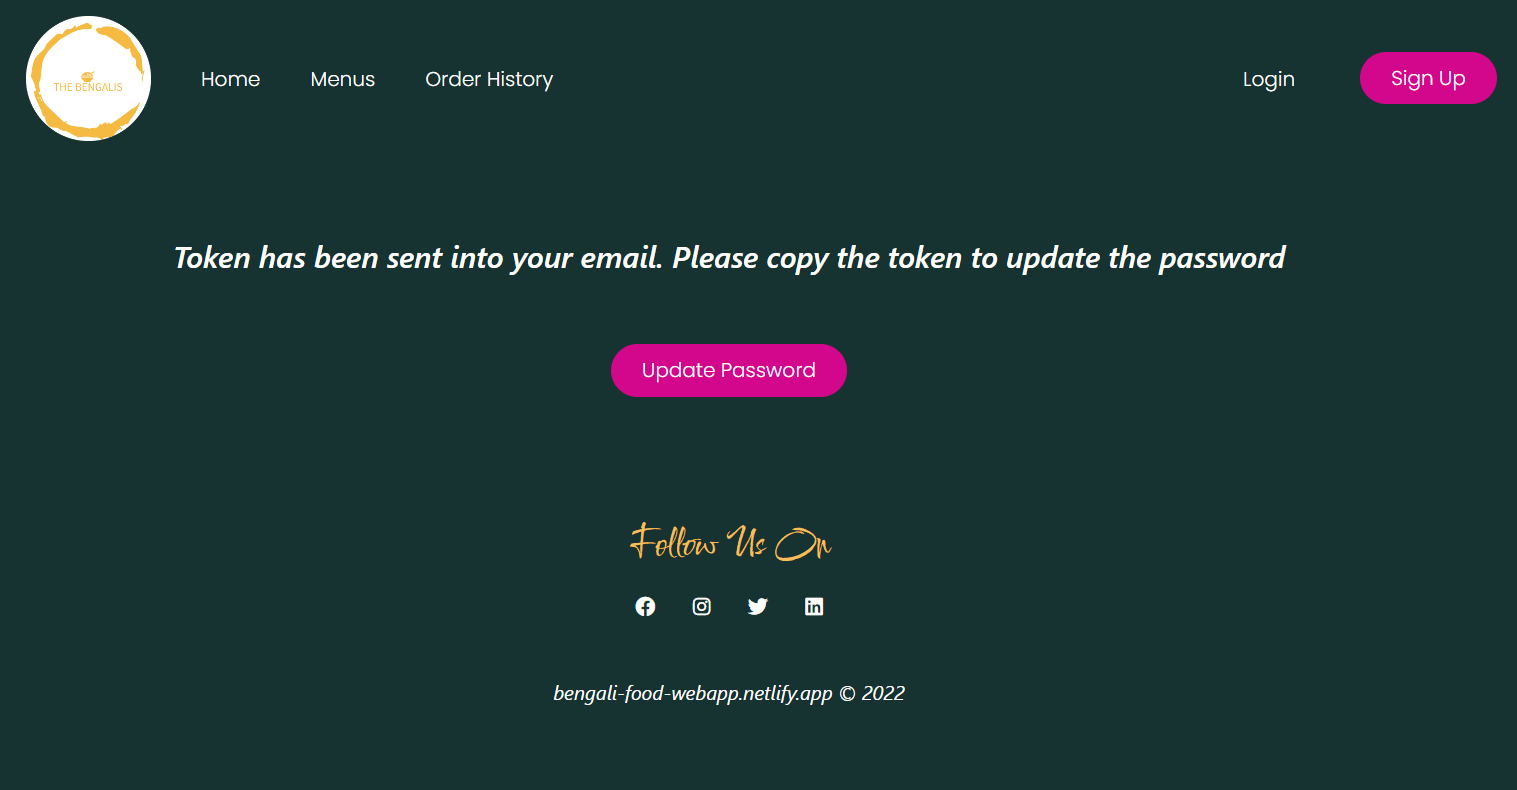 THE BENGALIS
Home Menus Order History Login Sign Up
Token has been sent into your email. Please copy the token to update the password
Update Password
Follow Us On
bengali-food-webapp.netlify.app © 2022